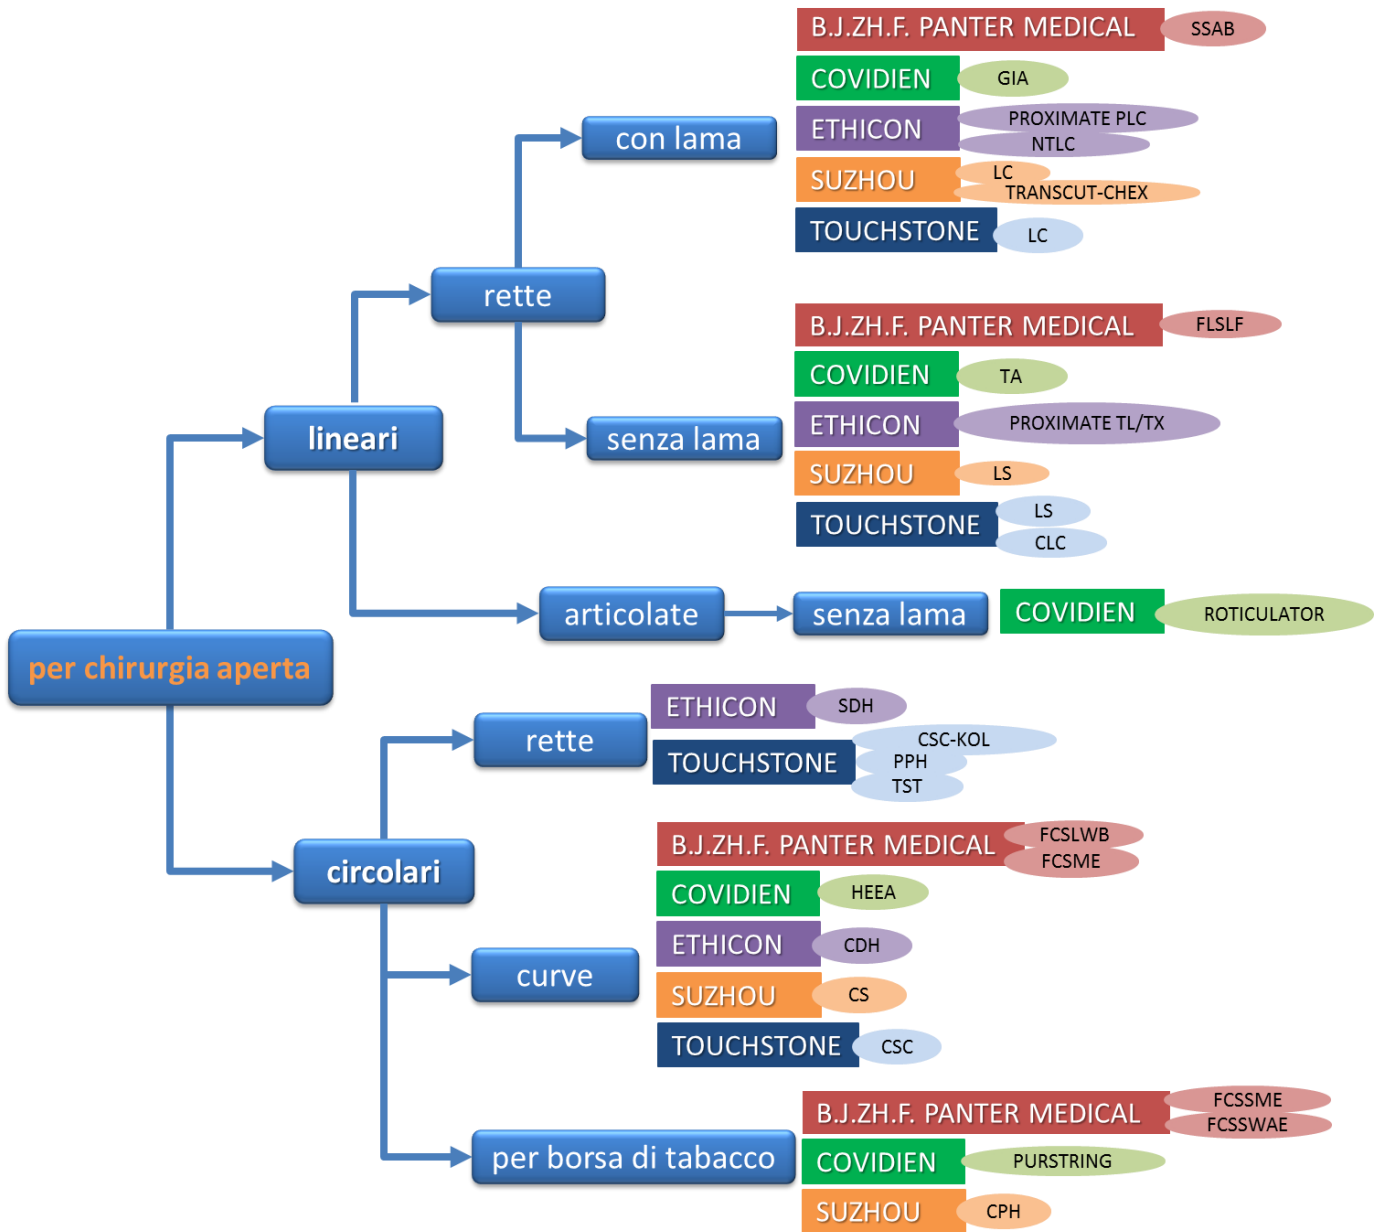 per chirurgia aperta
lineari
rette
con lama
B.J.ZH.F. PANTER MEDICAL
SSAB
COVIDIEN
GIA
ETHICON
PROXIMATE PLC
NTLC
SUZHOU
LC
TRANSCUT-CHEX
TOUCHSTONE
LC
senza lama
B.J.ZH.F. PANTER MEDICAL
FLSLF
COVIDIEN
TA
ETHICON
PROXIMATE TL/TX
SUZHOU
LS
TOUCHSTONE
LS
CLC
articolate
senza lama
COVIDIEN
ROTICULATOR
circolari
rette
ETHICON
SDH
TOUCHSTONE
CSC-KOL
PPH
TST
curve
B.J.ZH.F. PANTER MEDICAL
FCSLWB
FCSME
COVIDIEN
HEEA
ETHICON
CDH
SUZHOU
CS
TOUCHSTONE
CSC
per borsa di tabacco
B.J.ZH.F. PANTER MEDICAL
FCSSME
FCSSWAE
COVIDIEN
PURSTRING
SUZHOU
CPH